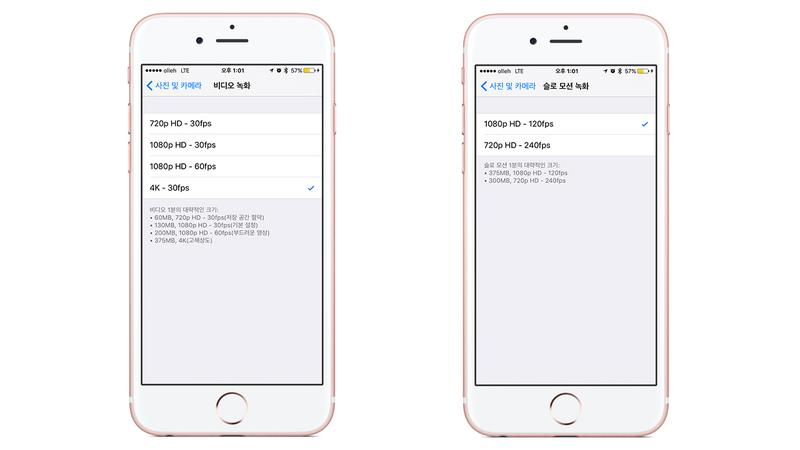 ●●●●● olleh LTE 오후 1:01 57%
사진 및 카메라 비디오 녹화
720p HD - 30fps
1080p HD - 30fps
1080p HD - 60fps
4K - 30fps
비디오 1분의 대략적인 크기:
• 60MB, 720p HD - 30fps(저장 공간 절약)
• 130MB, 1080p HD - 30fps(기본 설정)
• 200MB, 1080p HD - 60fps(부드러운 영상)
• 375MB, 4K(고해상도)
●●●●● olleh LTE 오후 1:01 57%
사진 및 카메라 슬로 모션 녹화
1080p HD - 120fps
720p HD - 240fps
슬로 모션 1분의 대략적인 크기:
• 375MB, 1080p HD - 120fps
• 300MB, 720p HD - 240fps